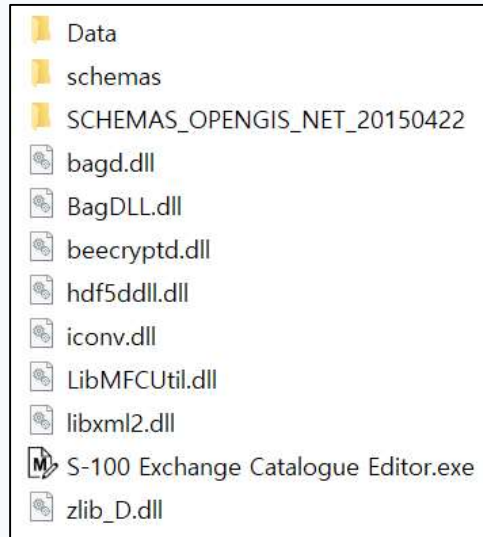 Data
schemas
SCHEMAS_OPENGIS_NET_20150422
bagd.dll
BagDLL.dll
beecryptd.dll
hdf5ddll.dll
iconv.dll
LibMFCUtil.dll
libxml2.dll
S-100 Exchange Catalogue Editor.exe
zlib_D.dll